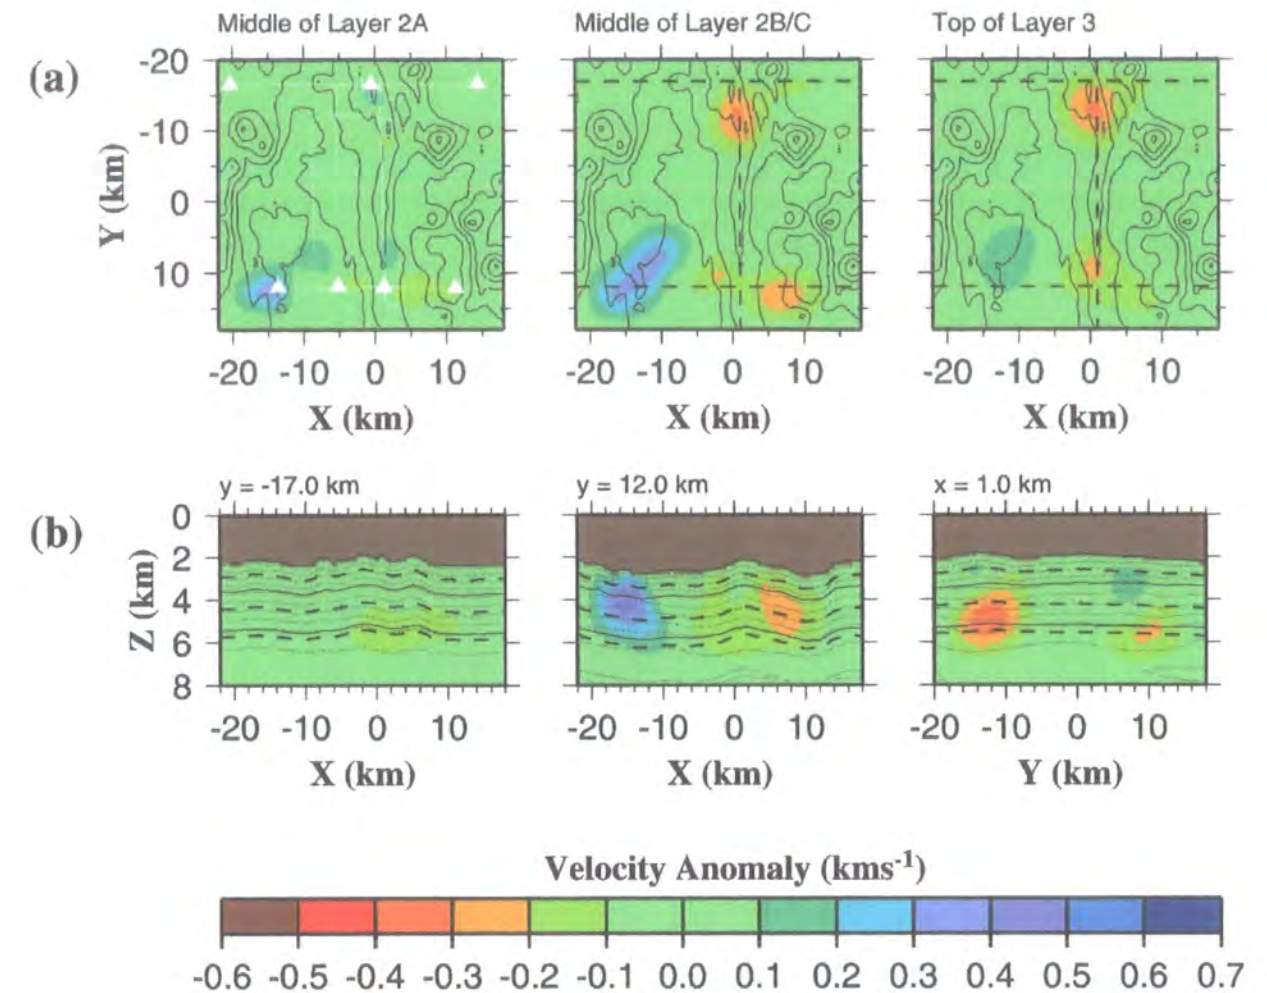 Middle of Layer 2A Middle of Layer 2B/C Top of Layer 3
(a)
-20
-10
0
10
Y (km)
-20 -10 0 10 -20 -10 0 10 -20 -10 0 10
X (km) X (km) X (km)
y = -17.0 km y = 12.0 km x = 1.0 km
(b)
0
2
4
6
8
Z (km)
-20 -10 0 10 -20 -10 0 10 -20 -10 0 10
X (km) X (km) Y (km)
Velocity Anomaly (kms-1)
-0.6 -0.5 -0.4 -0.3 -0.2 -0.1 0.0 0.1 0.2 0.3 0.4 0.5 0.6 0.7